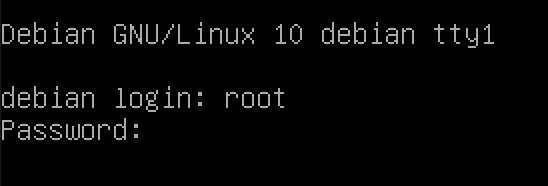 Debian GNU/Linux 10 debian tty1
debian login: root
Password: